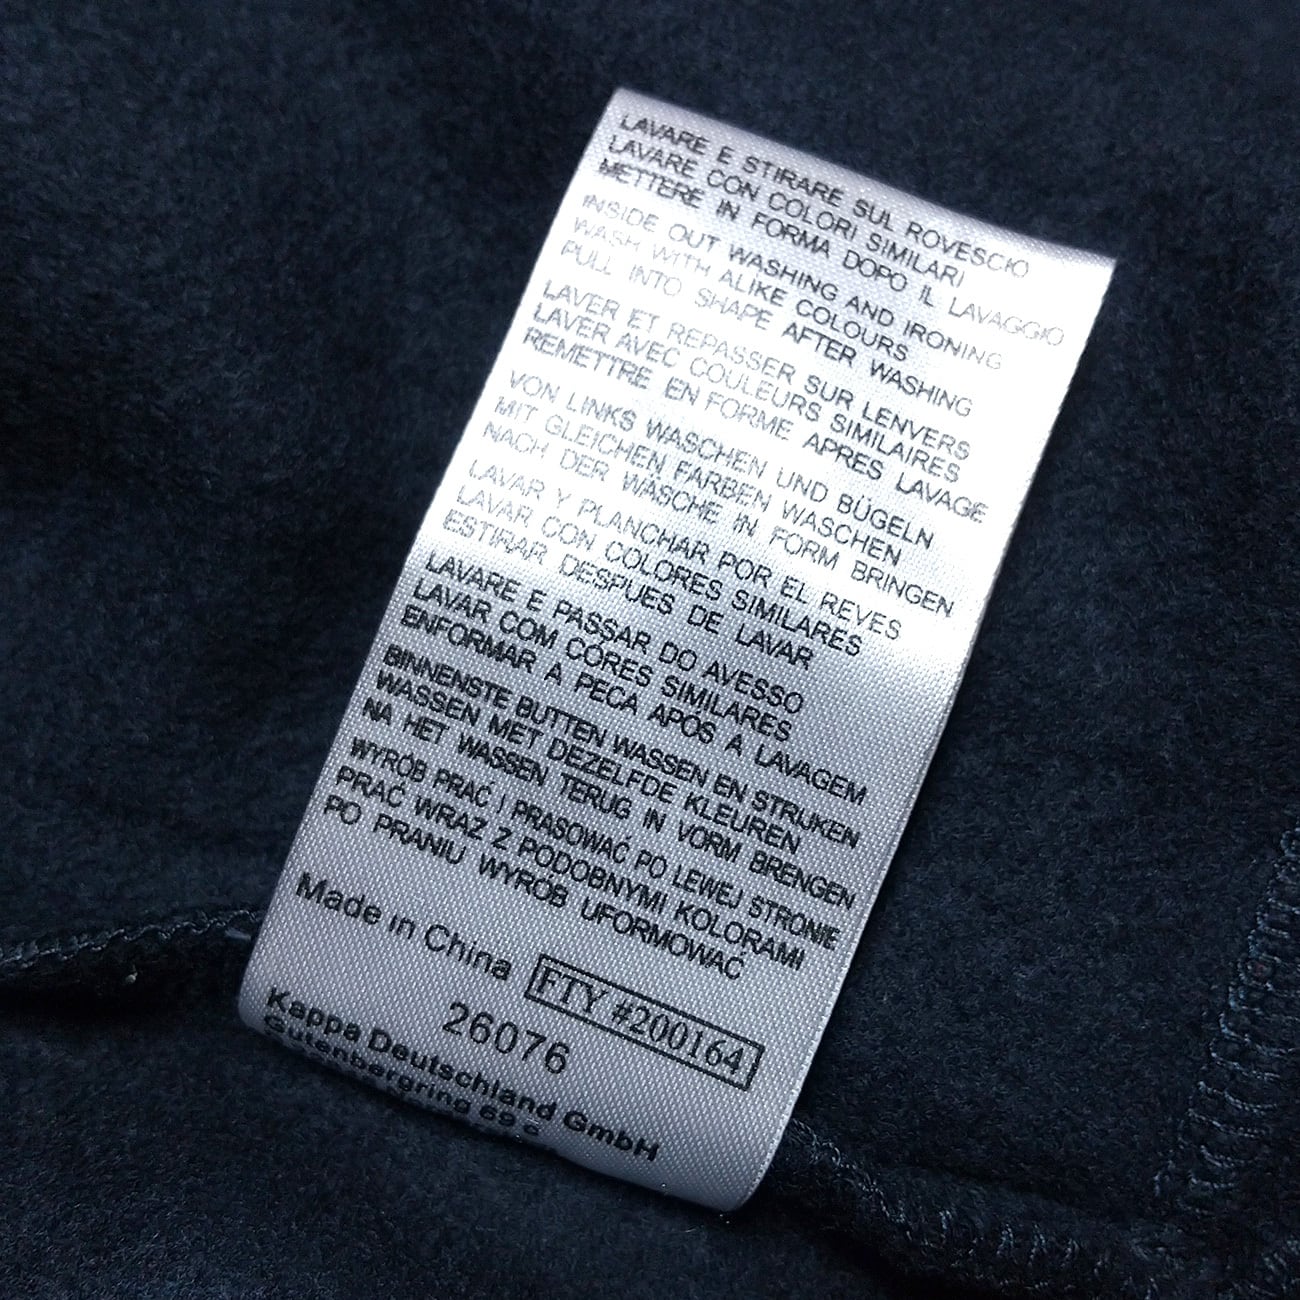 LAVARE E STIRARE SUL ROVESCIO
LAVARE CON COLORI SIMILARI
METTERE IN FORMA DOPO IL LAVAGGIO
INSIDE OUT WASHING AND IRONING
WASH WITH ALIKE COLOURS
PULL INTO SHAPE AFTER WASHING
LAVER ET REPASSER SUR LENVERS
LAVER AVEC COULEURS SIMILAIRES
REMETTRE EN FORME APRES LAVAGE
VON LINKS WASCHEN UND BÜGELN
MIT GLEICHEN FARBEN WASCHEN
NACH DER WÄSCHE IN FORM BRINGEN
LAVAR Y PLANCHAR POR EL REVES
LAVAR CON COLORES SIMILARES
ESTIRAR DESPUES DE LAVAR
LAVARE E PASSAR DO AVESSO
LAVAR COM CORES SIMILARES
ENFORMAR A PECA APÓS A LAVAGEM
BINNENSTE BUTTEN WASSEN EN STRIJKEN
WASSEN MET DEZELFDE KLEUREN
NA HET WASSEN TERUG IN VORM BRENGEN
WYRÓB PRAĆ I PRASOWAĆ PO LEWEJ STRONIE
PRAĆ WRAZ Z PODOBNYMI KOLORAMI
PO PRANIU WYRÓB UFORMOWAĆ
Made in China FTY #200164
26076
Kappa Deutschland GmbH
Gutenbergring 69 c